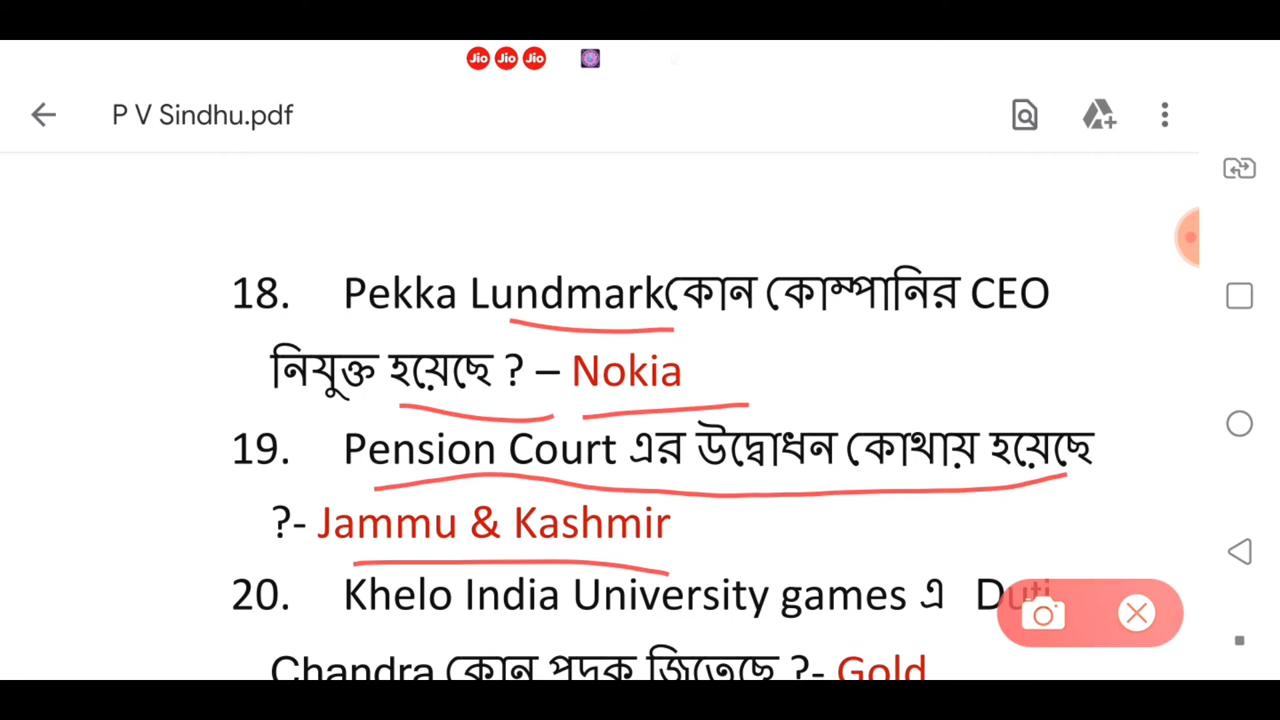 Jio Jio Jio
P V Sindhu.pdf
18. Pekka Lundmarkকোন কোম্পানির CEO
নিযুক্ত হয়েছে ? – Nokia
19. Pension Court এর উদ্বোধন কোথায় হয়েছে
?- Jammu & Kashmir
20. Khelo India University games এ Duti
Chandra কোন পদক জিতেছে ?- Gold